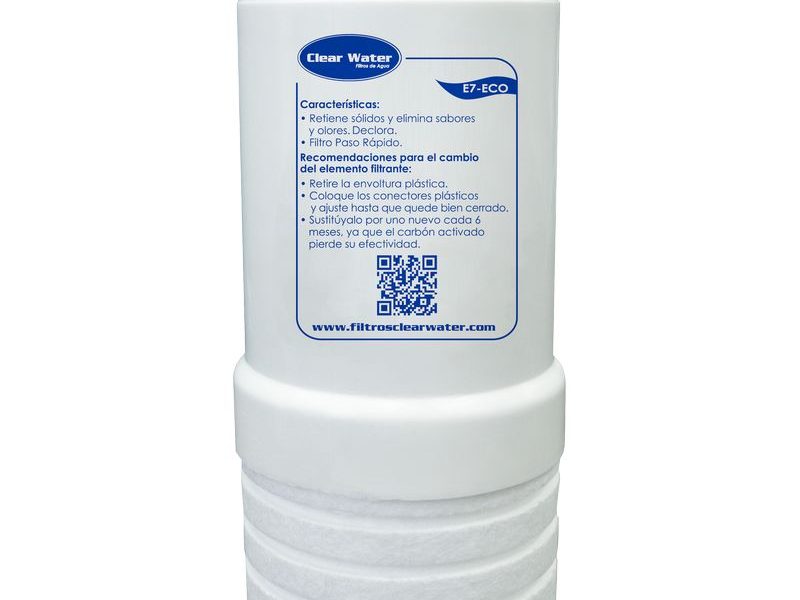 Clear Water
Filtros de Agua
E7-ECO
Características:
• Retiene sólidos y elimina sabores
y olores. Declora.
• Filtro Paso Rápido.
Recomendaciones para el cambio
del elemento filtrante:
• Retire la envoltura plástica.
• Coloque los conectores plásticos
y ajuste hasta que quede bien cerrado.
• Sustitúyalo por uno nuevo cada 6
meses, ya que el carbón activado
pierde su efectividad.
www.filtrosclearwater.com